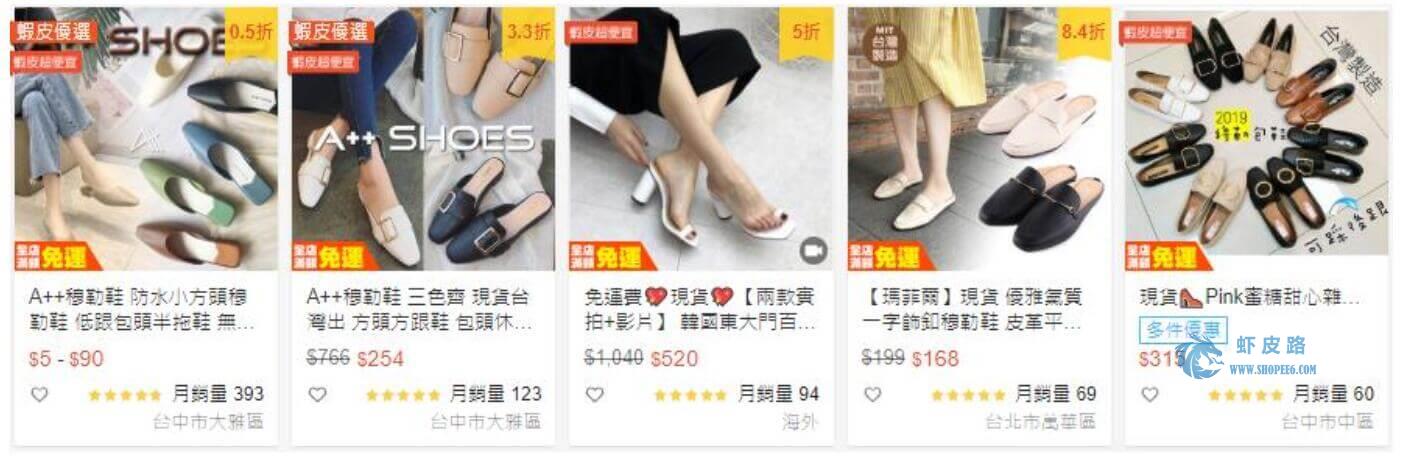 蝦皮優選
SHOES
0.5折
蝦皮超便宜
全店
滿額
免運
A++穆勒鞋 防水小方頭穆
勒鞋 低跟包頭半拖鞋 無...
$5 - $90
月銷量 393
台中市大雅區
蝦皮優選
3.3折
蝦皮超便宜
A++ SHOES
全店
滿額
免運
A++穆勒鞋 三色齊 現貨台
灣出 方頭方跟鞋 包頭休...
$766 $254
月銷量 123
台中市大雅區
蝦皮超便宜
5折
全店
滿額
免運
免運費💖現貨💖【兩款實
拍+影片】 韓國東大門百...
$1,040 $520
月銷量 94
海外
MIT
台灣
製造
8.4折
全店
滿額
免運
【瑪菲爾】現貨 優雅氣質
一字飾釦穆勒鞋 皮革平...
$199 $168
月銷量 69
台北市萬華區
蝦皮超便宜
台灣製造
2019
包鞋
可踩後跟
全店
滿額
免運
現貨👠Pink蜜糖甜心雜...
多件優惠
$315
月銷量 60
台中市中區
虾皮路
WWW.SHOPEE6.COM